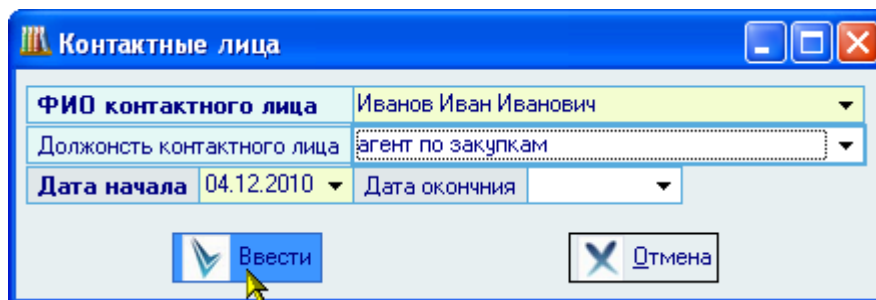 Контактные лица
ФИО контактного лица Иванов Иван Иванович
Должонсть контактного лица агент по закупкам
Дата начала 04.12.2010 Дата окончния
Ввести Отмена